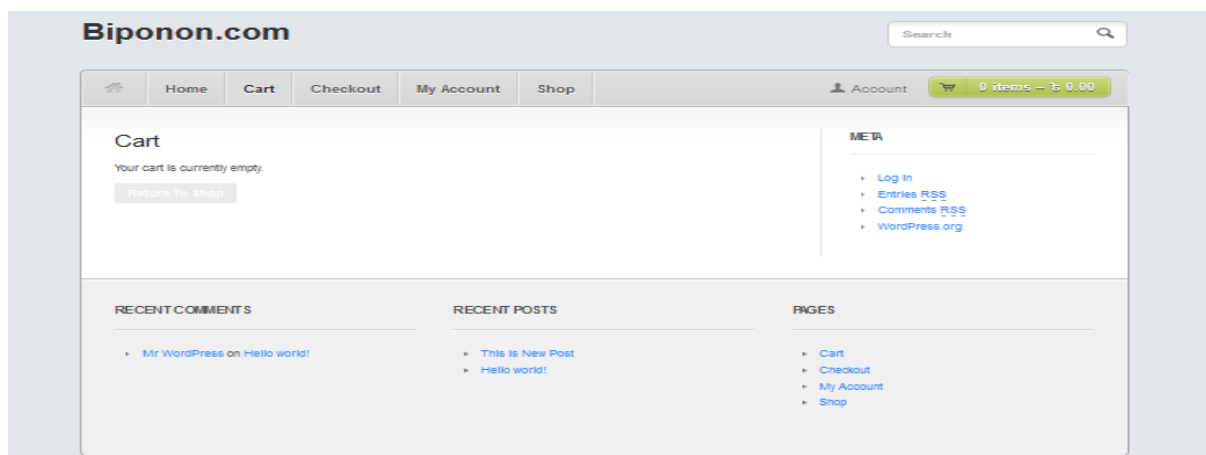 Biponon.com
Search
Home Cart Checkout My Account Shop Account 0 items – ৳ 0.00
Cart
Your cart is currently empty.
Return To Shop
META
Log In
Entries RSS
Comments RSS
WordPress.org
RECENT COMMENTS
Mr WordPress on Hello world!
RECENT POSTS
This Is New Post
Hello world!
PAGES
Cart
Checkout
My Account
Shop